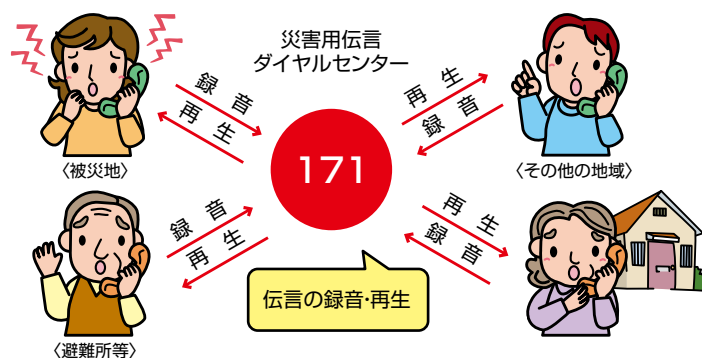 災害用伝言
ダイヤルセンター
録音
再生
再生
録音
171
〈被災地〉
〈その他の地域〉
録音
再生
再生
録音
伝言の録音・再生
〈避難所等〉